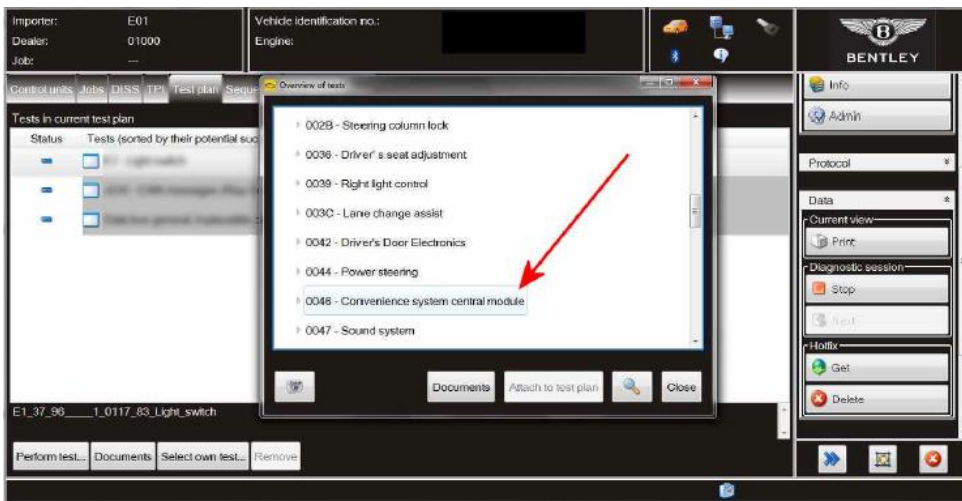 Importer: E01
Dealer: 01000
Job: ---
Vehicle identification no.:
Engine:
BENTLEY
Control units Jobs DISS TPI Test plan
Tests in current test plan
Status Tests (sorted by their potential
Overview of tests
002B - Steering column lock
0036 - Driver' s seat adjustment
0039 - Right light control
003C - Lane change assist
0042 - Driver's Door Electronics
0044 - Power steering
0046 - Convenience system central module
0047 - Sound system
Documents Attach to test plan Close
E1_37_96____1_0117_83_Light_switch
Perform test... Documents Select own test... Remove
Info
Admin
Protocol
Data
Current view
Print
Diagnostic session
Stop
Next
Hotfix
Get
Delete